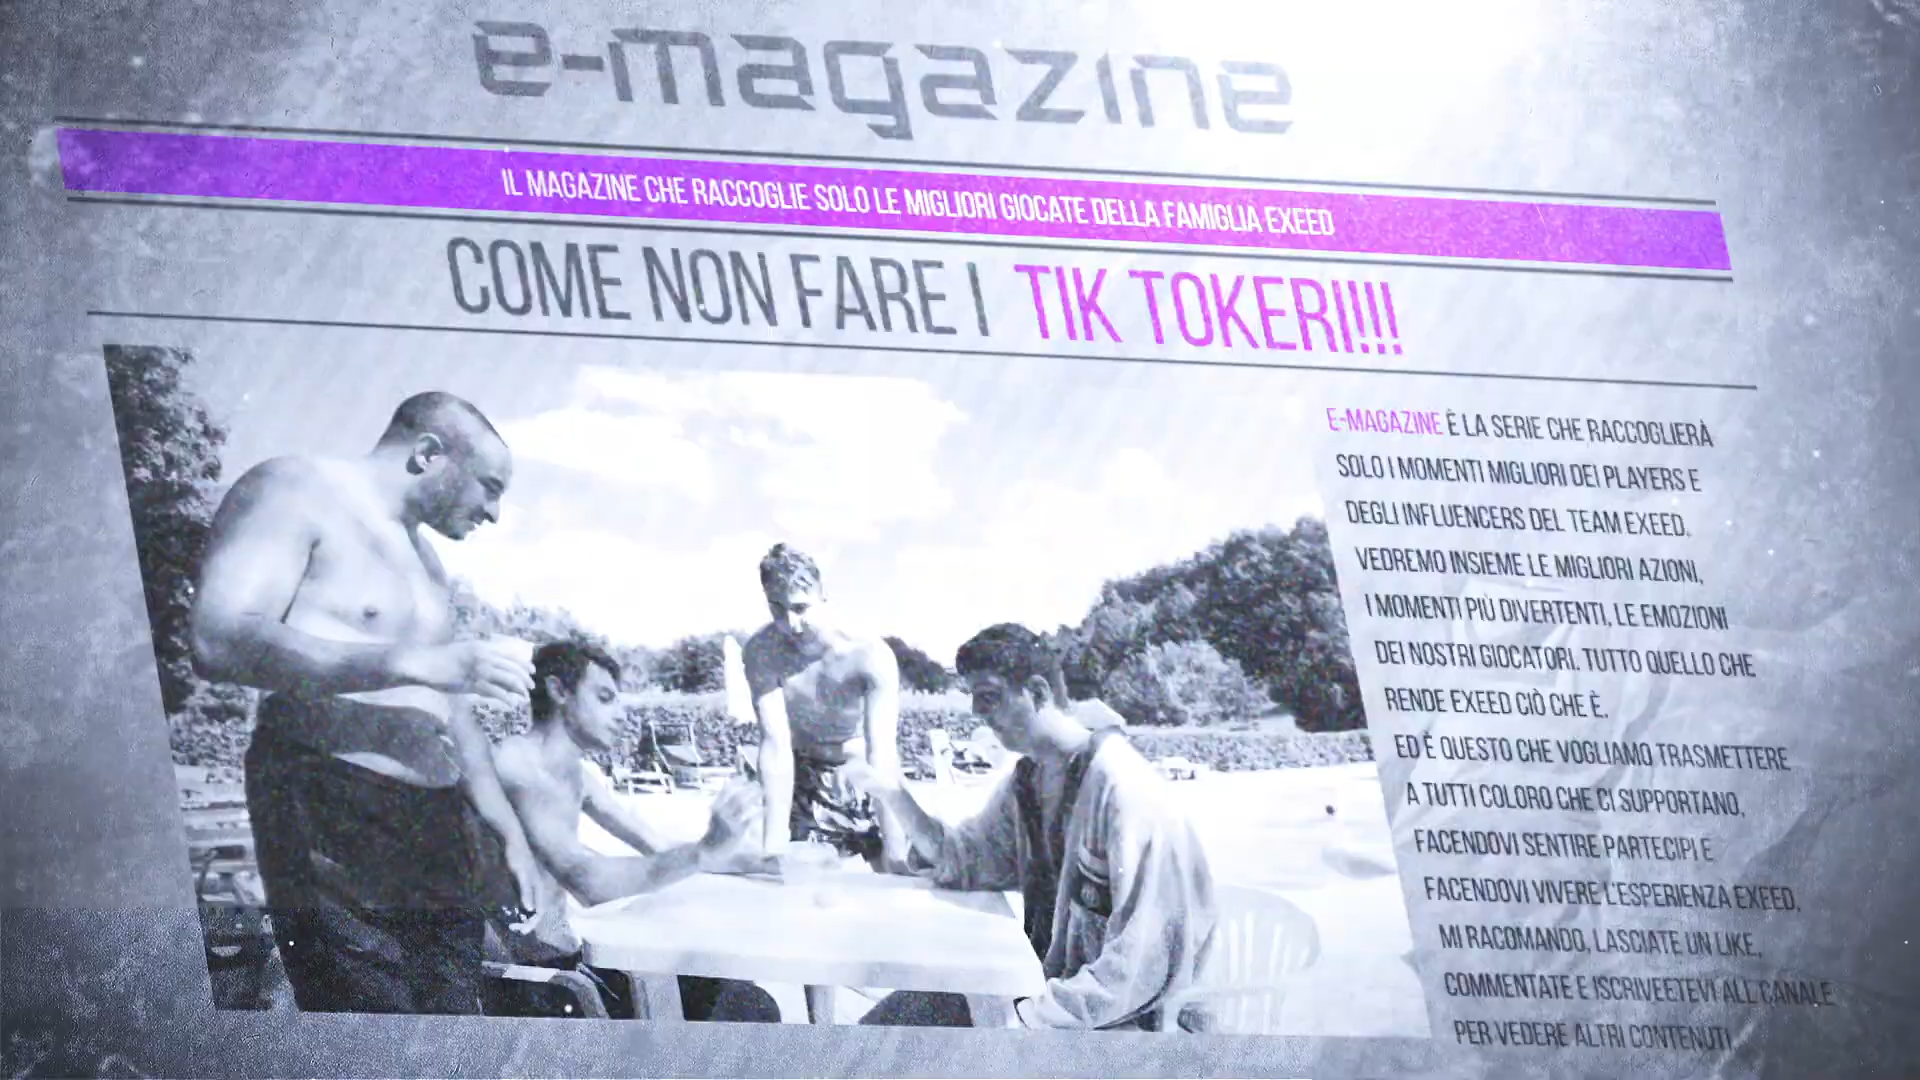 e-magazine
IL MAGAZINE CHE RACCOGLIE SOLO LE MIGLIORI GIOCATE DELLA FAMIGLIA EXEED
COME NON FARE I TIK TOKERI!!!
E-MAGAZINE È LA SERIE CHE RACCOGLIERÀ
SOLO I MOMENTI MIGLIORI DEI PLAYERS E
DEGLI INFLUENCERS DEL TEAM EXEED.
VEDREMO INSIEME LE MIGLIORI AZIONI,
I MOMENTI PIÙ DIVERTENTI, LE EMOZIONI
DEI NOSTRI GIOCATORI. TUTTO QUELLO CHE
RENDE EXEED CIÒ CHE È.
ED È QUESTO CHE VOGLIAMO TRASMETTERE
A TUTTI COLORO CHE CI SUPPORTANO,
FACENDOVI SENTIRE PARTECIPI E
FACENDOVI VIVERE L'ESPERIENZA EXEED.
MI RACOMANDO, LASCIATE UN LIKE,
COMMENTATE E ISCRIVEETEVI ALL'CANALE
PER VEDERE ALTRI CONTENUTI